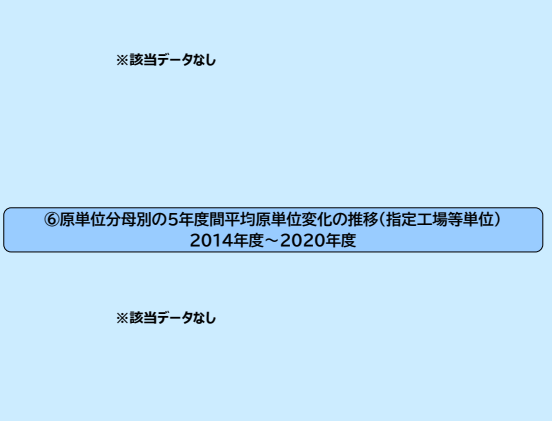 ※該当データなし
⑥原単位分母別の5年度間平均原単位変化の推移(指定工場等単位)
2014年度～2020年度
※該当データなし